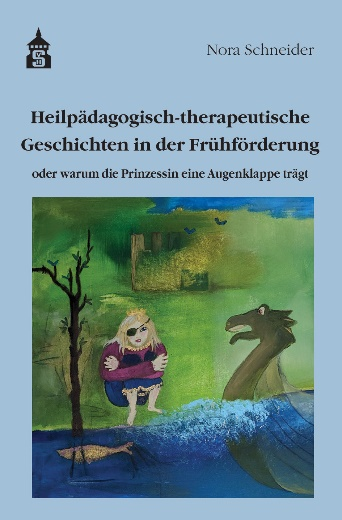 Nora Schneider
Heilpädagogisch-therapeutische
Geschichten in der Frühförderung
oder warum die Prinzessin eine Augenklappe trägt